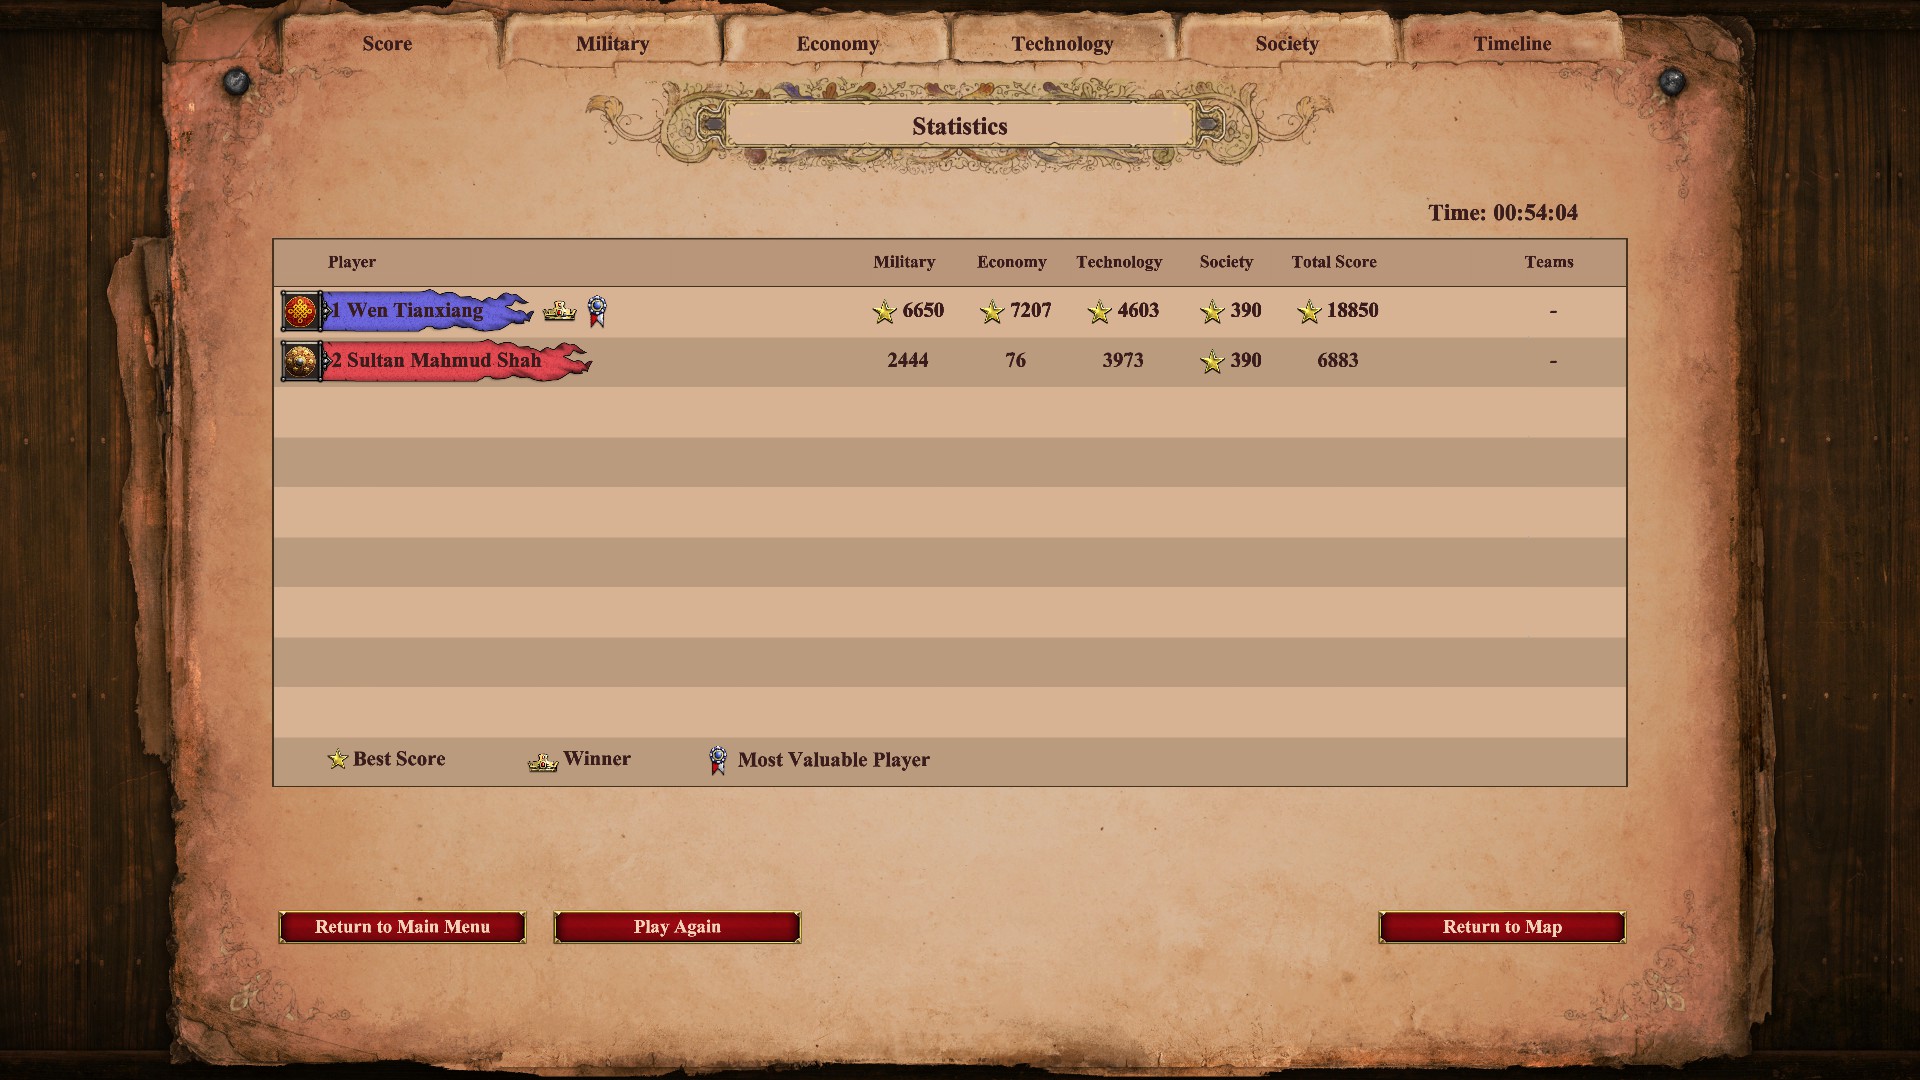 Score Military Economy Technology Society Timeline
Statistics
Time: 00:54:04
Player Military Economy Technology Society Total Score Teams
1 Wen Tianxiang 6650 7207 4603 390 18850 -
2 Sultan Mahmud Shah 2444 76 3973 390 6883 -
Best Score Winner Most Valuable Player
Return to Main Menu Play Again Return to Map